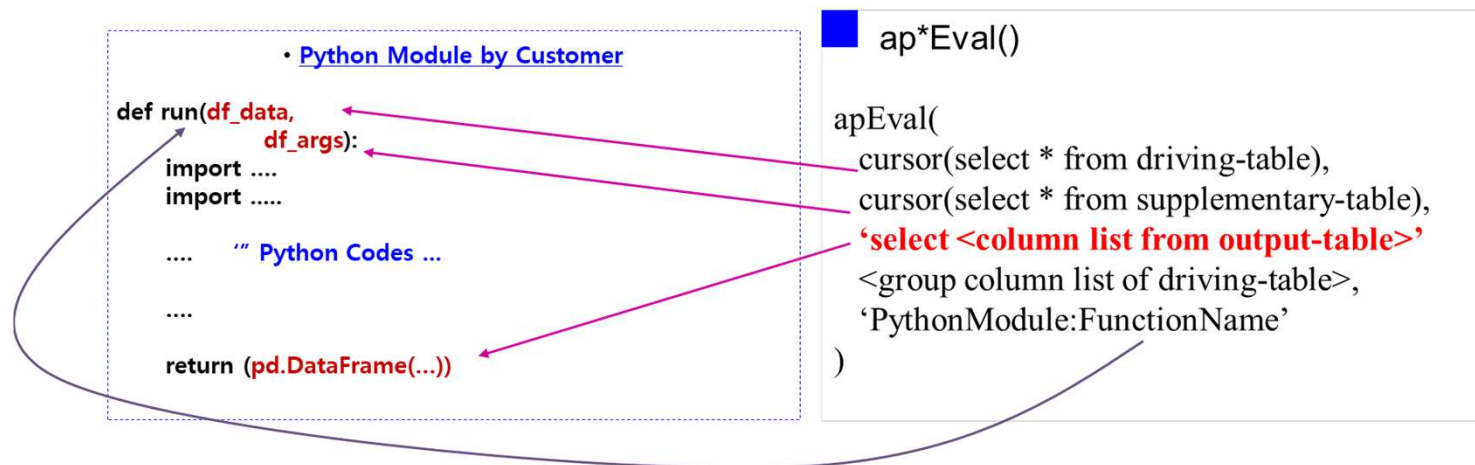 • Python Module by Customer
def run(df_data,
df_args):
import ....
import .....
.... ‘” Python Codes ...
....
return (pd.DataFrame(...))
ap*Eval()
apEval(
cursor(select * from driving-table),
cursor(select * from supplementary-table),
‘select <column list from output-table>’
<group column list of driving-table>,
‘PythonModule:FunctionName’
)